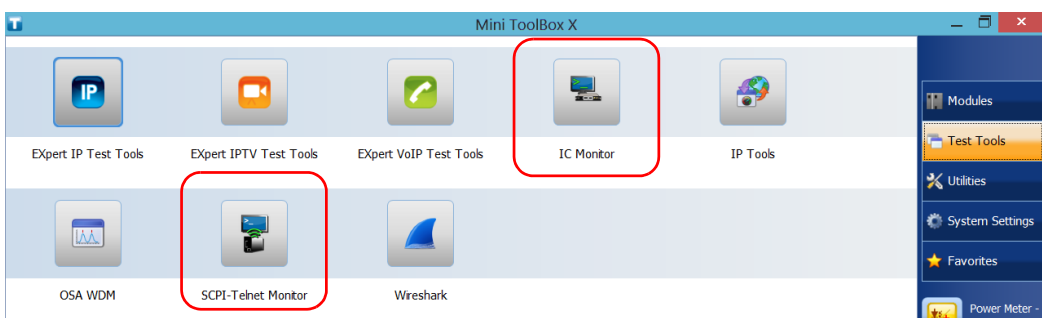 T
Mini ToolBox X
IP
EXpert IP Test Tools
EXpert IPTV Test Tools
EXpert VoIP Test Tools
IC Monitor
IP Tools
OSA WDM
SCPI-Telnet Monitor
Wireshark
Modules
Test Tools
Utilities
System Settings
Favorites
Power Meter -